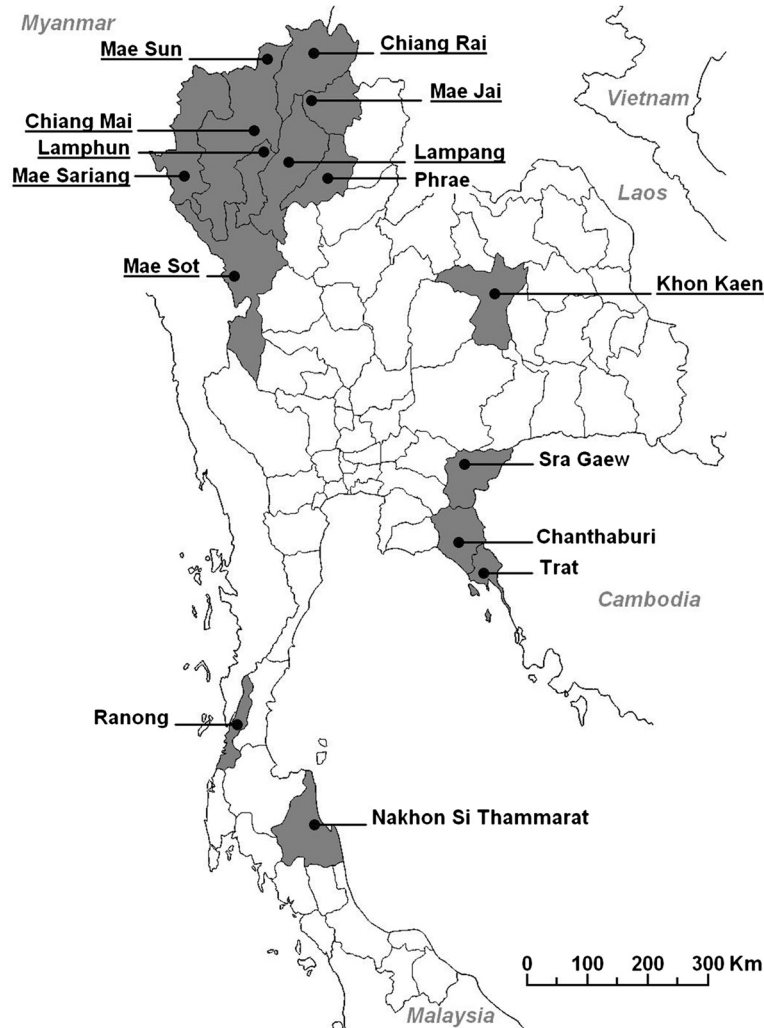 Myanmar
Mae Sun
Chiang Rai
Mae Jai
Vietnam
Chiang Mai
Lamphun
Lampang
Mae Sariang
Phrae
Laos
Mae Sot
Khon Kaen
Sra Gaew
Chanthaburi
Trat
Cambodia
Ranong
Nakhon Si Thammarat
0 100 200 300 Km
Malaysia